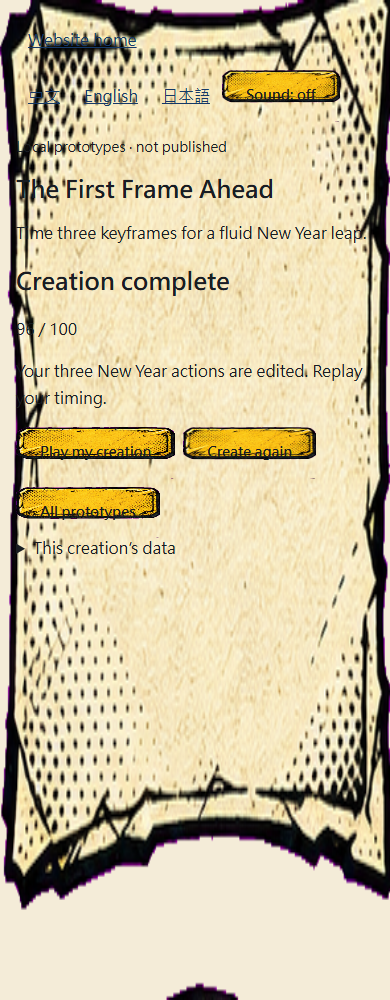 Website home
中文 English 日本語 Sound: off
Local prototypes · not published
The First Frame Ahead
Time three keyframes for a fluid New Year leap.
Creation complete
96 / 100
Your three New Year actions are edited. Replay
your timing.
Play my creation Create again
All prototypes
This creation's data